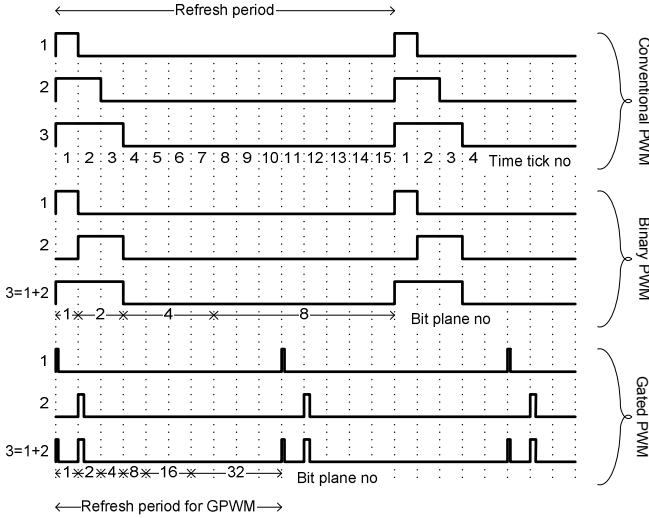 Refresh period
1
2
3
1 2 3 4 5 6 7 8 9 10 11 12 13 14 15 1 2 3 4 Time tick no
Conventional PWM
1
2
3=1+2
1 2 4 8 Bit plane no
Binary PWM
1
2
3=1+2
1 2 4 8 16 32 Bit plane no
Gated PWM
Refresh period for GPWM